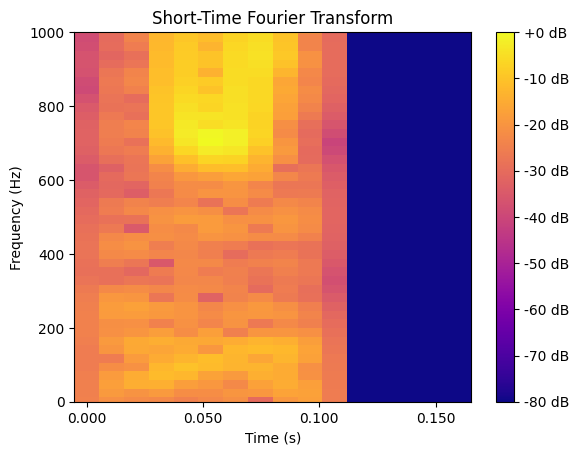 Short-Time Fourier Transform
1000
800
600
400
200
0
Frequency (Hz)
0.000
0.050
0.100
0.150
Time (s)
+0 dB
-10 dB
-20 dB
-30 dB
-40 dB
-50 dB
-60 dB
-70 dB
-80 dB